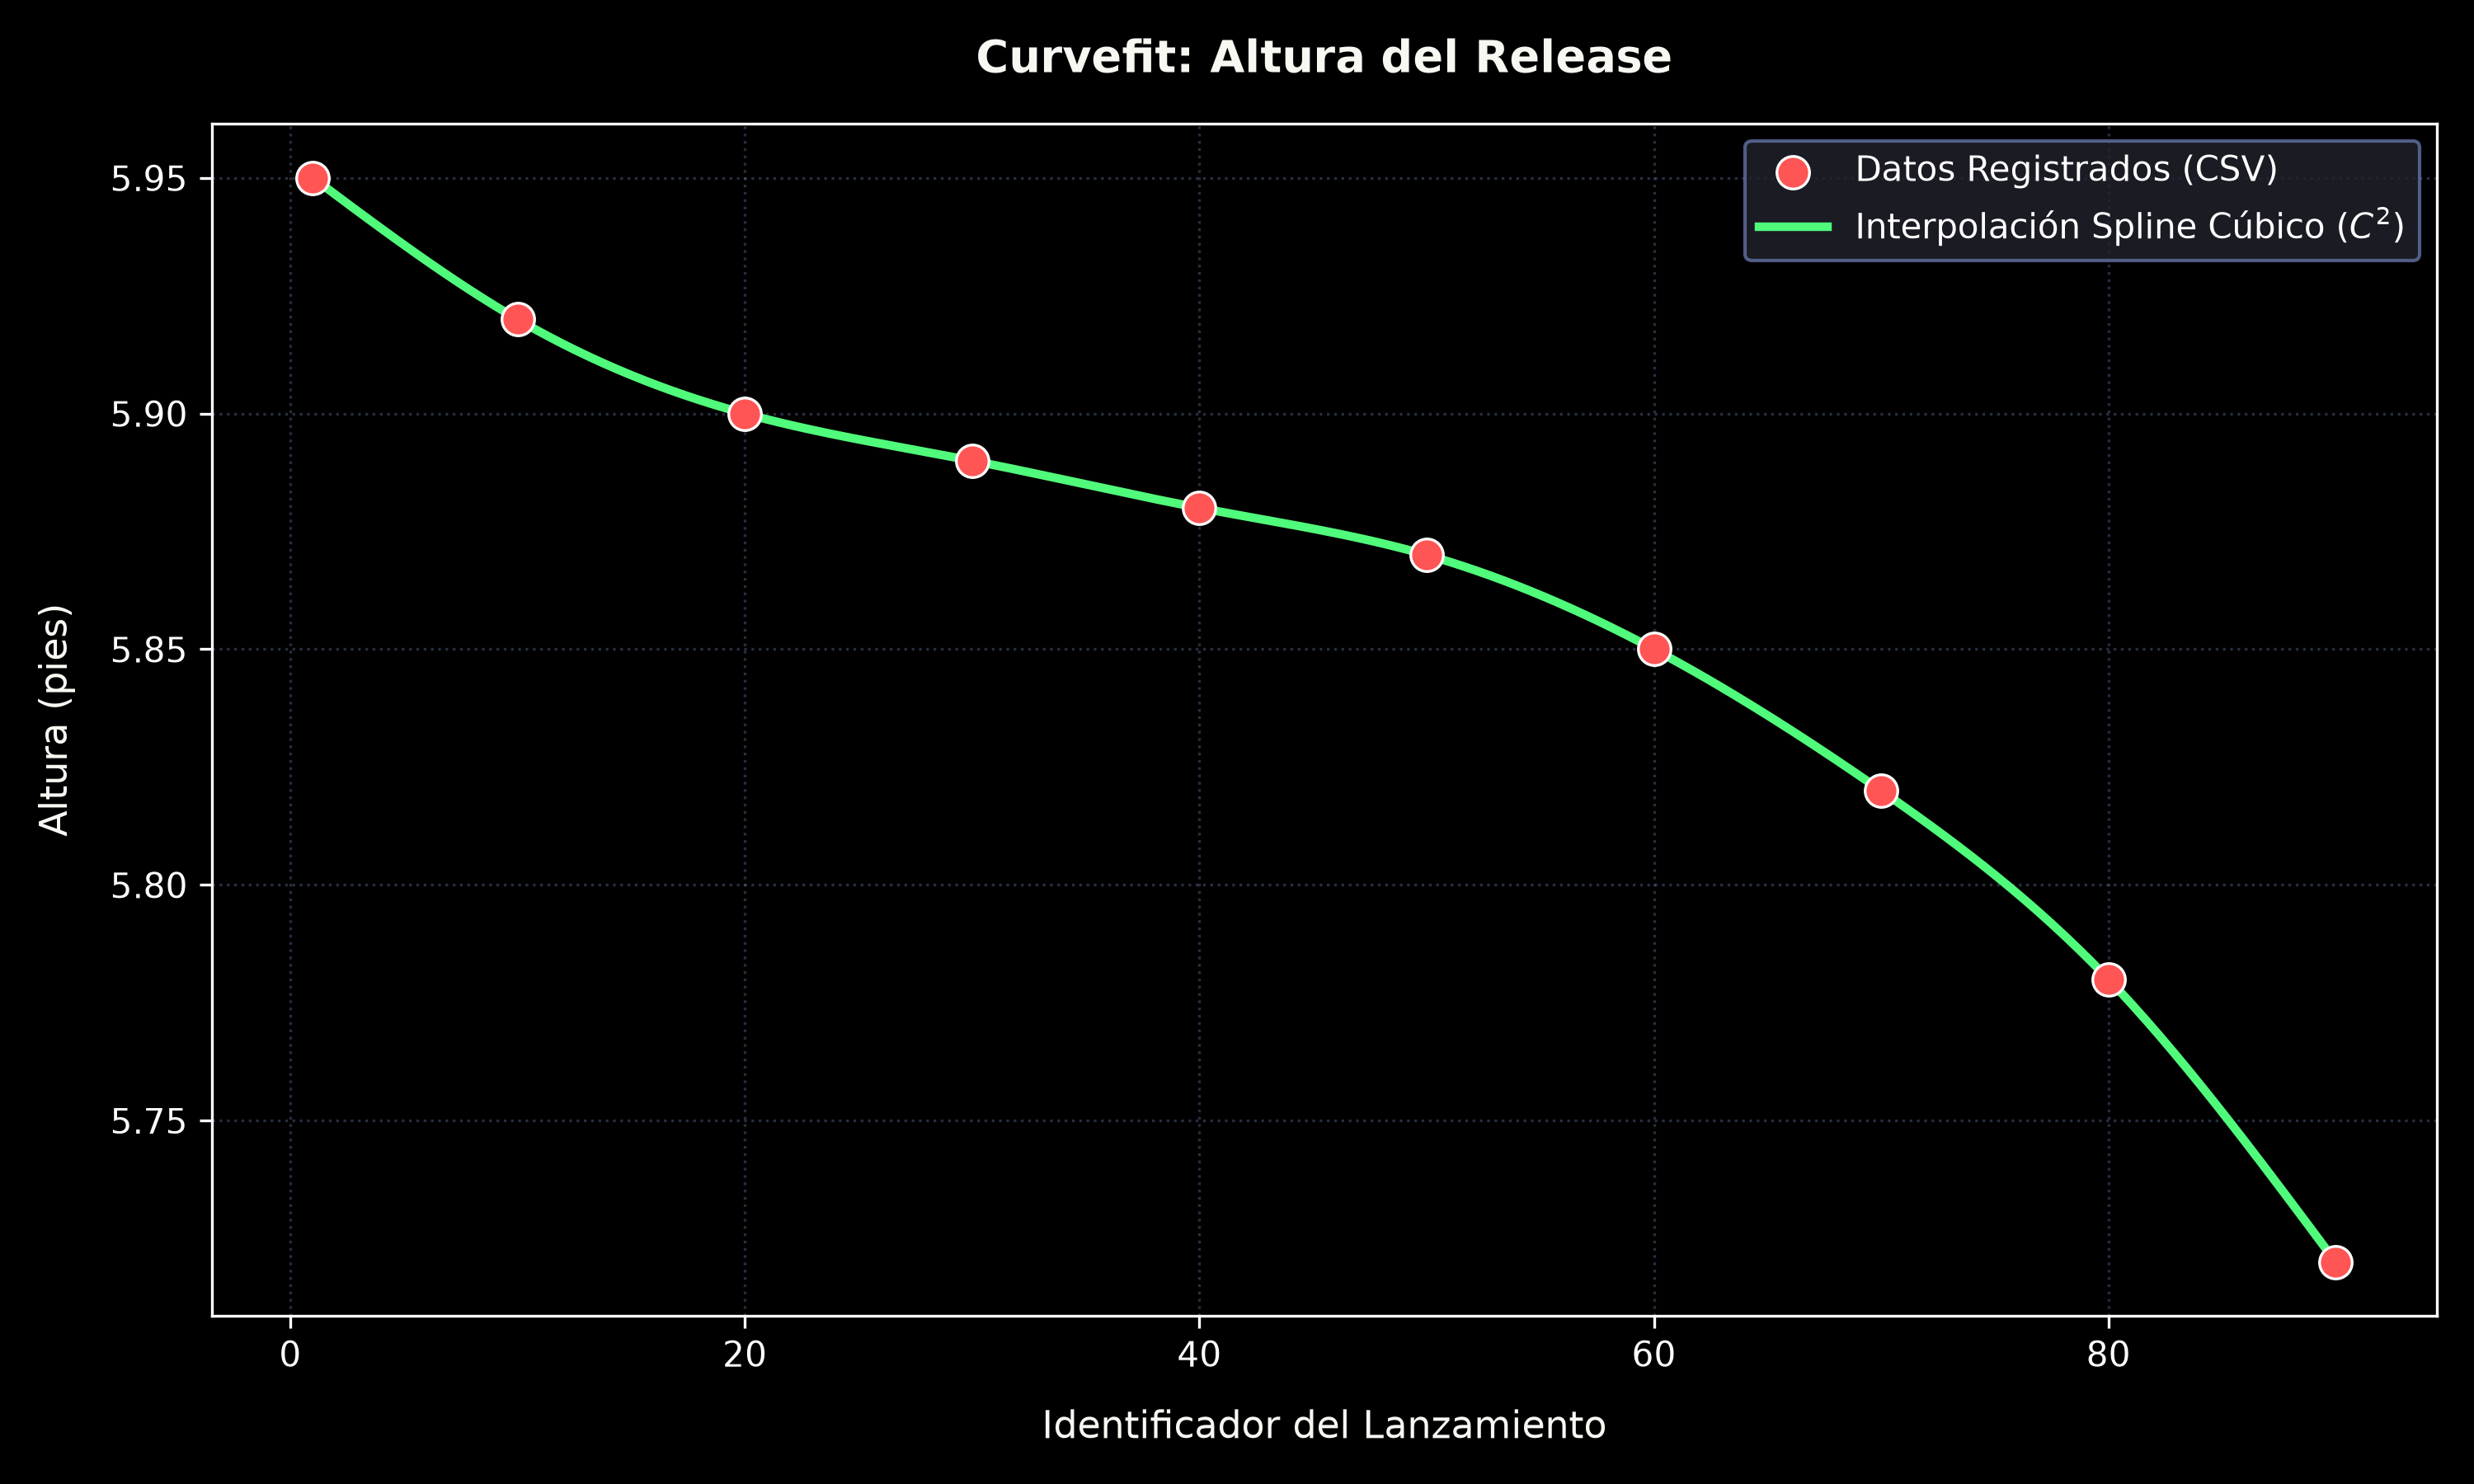 Curvefit: Altura del Release
Datos Registrados (CSV)
Interpolación Spline Cúbico (C²)
5.95
5.90
5.85
5.80
5.75
Altura (pies)
0 20 40 60 80
Identificador del Lanzamiento